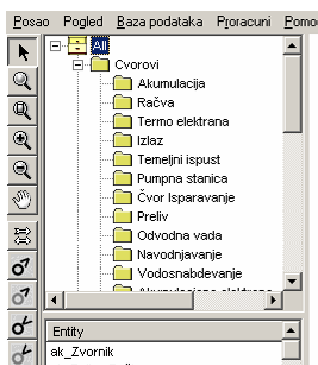 Posao Pogled Baza podataka Proracuni
All
Cvorovi
Akumulacija
Račva
Termo elektrana
Izlaz
Temeljni ispust
Pumpna stanica
Čvor Isparavanje
Preliv
Odvodna vada
Navodnjavanje
Vodosnabdevanje
Entity
ak_Zvornik